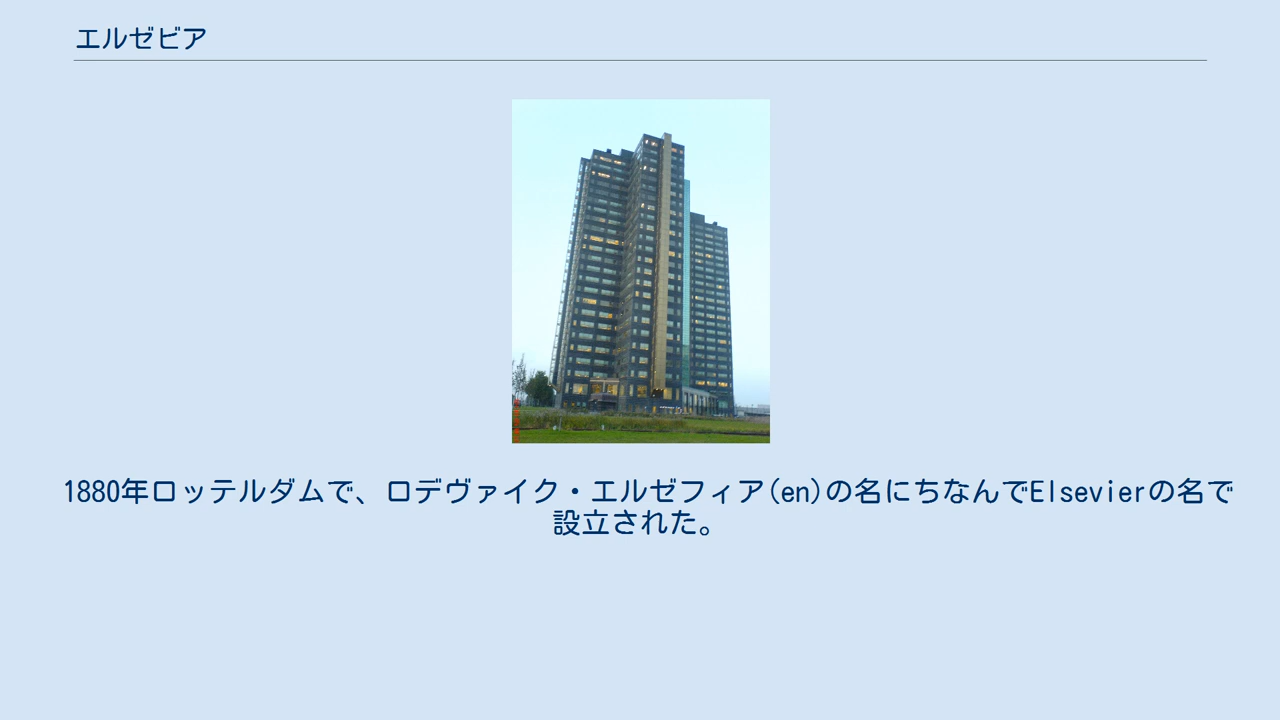 エルゼビア
1880年ロッテルダムで、ロデヴァイク・エルゼフィア(en)の名にちなんでElsevierの名で
設立された。